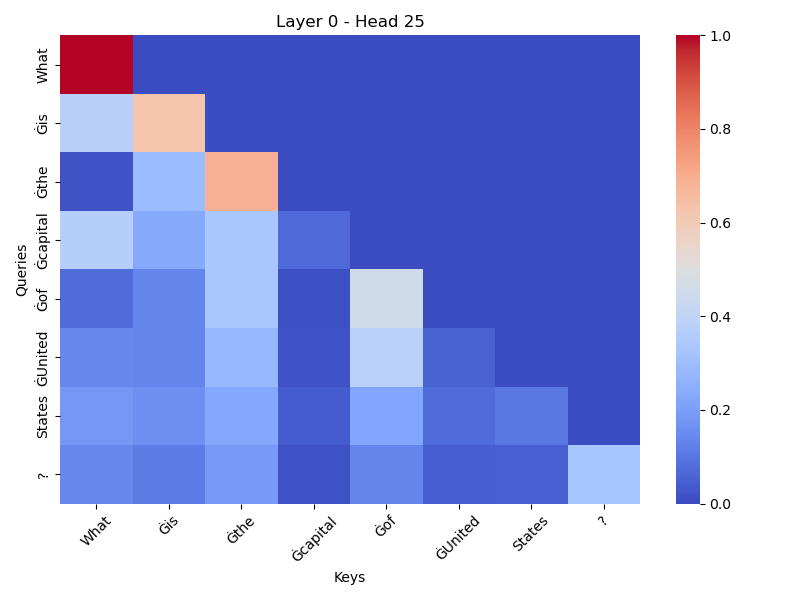 Layer 0 - Head 25
Queries
What
Ġis
Ġthe
Ġcapital
Ġof
ĠUnited
States
?
What
Ġis
Ġthe
Ġcapital
Ġof
ĠUnited
States
?
Keys
1.0
0.8
0.6
0.4
0.2
0.0